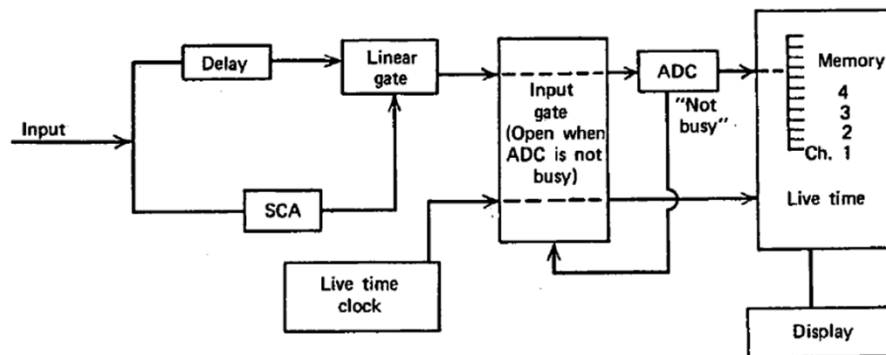 Delay
Linear
gate
Input
SCA
Live time
clock
Input
gate
(Open when
ADC is not
busy)
ADC
"Not
busy"
Memory
4
3
2
Ch. 1
Live time
Display